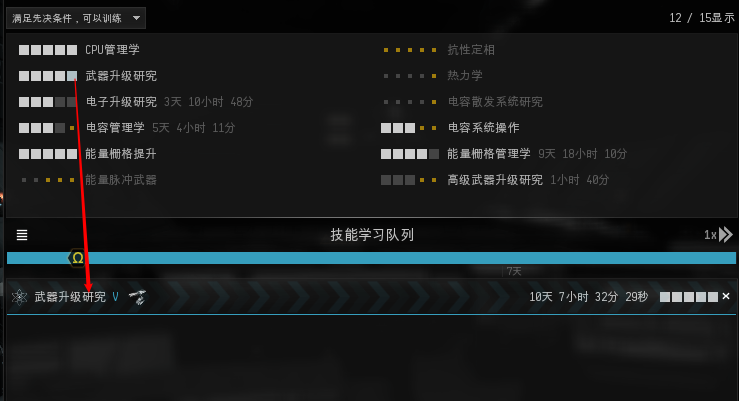 满足先决条件，可以训练 12 / 15显示
CPU管理学 抗性定相
武器升级研究 热力学
电子升级研究 3天 10小时 48分 电容散发系统研究
电容管理学 5天 4小时 11分 电容系统操作
能量栅格提升 能量栅格管理学 9天 18小时 10分
能量脉冲武器 高级武器升级研究 1小时 40分
技能学习队列 1x
Ω
7天
武器升级研究 V 10天 7小时 32分 29秒